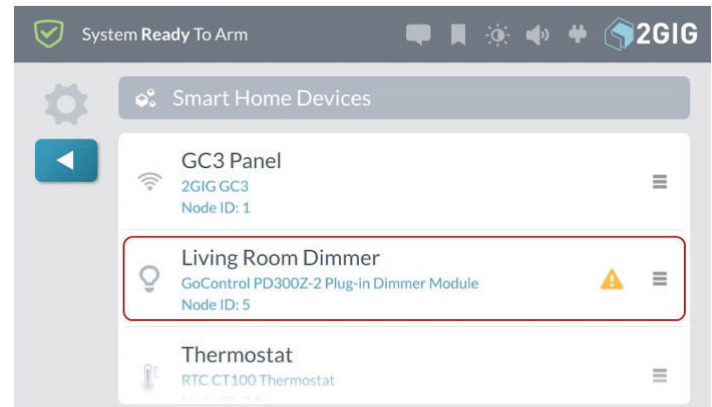 System Ready To Arm
2GIG
Smart Home Devices
GC3 Panel
2GIG GC3
Node ID: 1
Living Room Dimmer
GoControl PD300Z-2 Plug-in Dimmer Module
Node ID: 5
Thermostat
RTC CT100 Thermostat